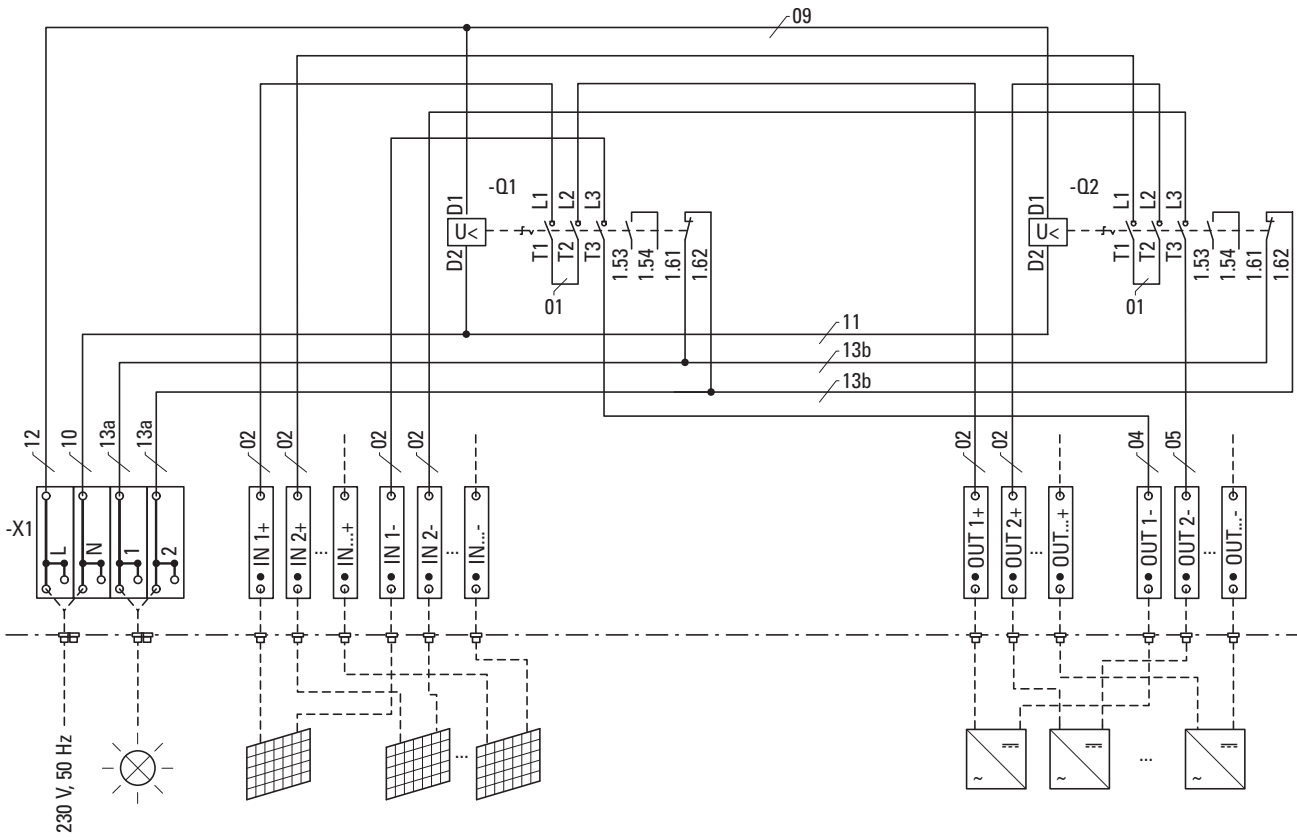 09
-Q1
D1
U<
D2
L1
L2
L3
T1
T2
T3
1.53
1.54
1.61
1.62
01
-Q2
D1
U<
D2
L1
L2
L3
T1
T2
T3
1.53
1.54
1.61
1.62
01
11
13b
13b
12
10
13a
13a
02
02
02
02
02
02
04
05
-X1
L
N
1
2
IN 1+
IN 2+
...
IN...+
IN 1-
IN 2-
...
IN...-
OUT 1+
OUT 2+
...
OUT...+
OUT 1-
OUT 2-
...
OUT...-
230 V, 50 Hz
...
~
~
...
~